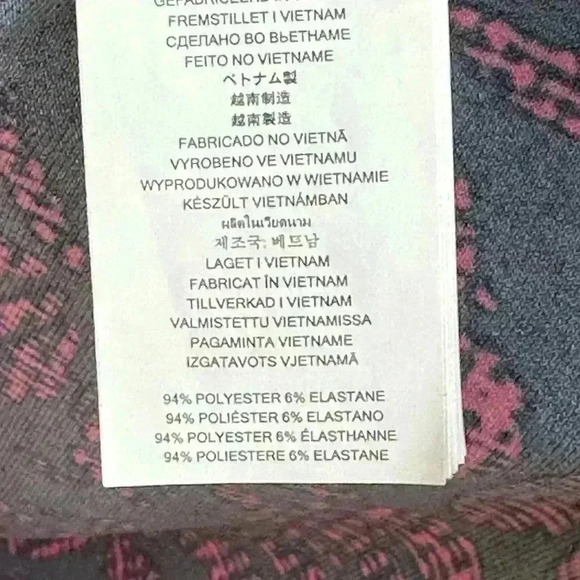 FREMSTILLET I VIETNAM
СДЕЛАНО ВО ВЬЕТНАМЕ
FEITO NO VIETNAME
ベトナム製
越南制造
越南製造
FABRICADO NO VIETNÃ
VYROBENO VE VIETNAMU
WYPRODUKOWANO W WIETNAMIE
KÉSZÜLT VIETNÁMBAN
ผลิตในเวียดนาม
제조국: 베트남
LAGET I VIETNAM
FABRICAT ÎN VIETNAM
TILLVERKAD I VIETNAM
VALMISTETTU VIETNAMISSA
PAGAMINTA VIETNAME
IZGATAVOTS VJETNAMĀ
94% POLYESTER 6% ELASTANE
94% POLIÉSTER 6% ELASTANO
94% POLYESTER 6% ÉLASTHANNE
94% POLIESTERE 6% ELASTANE